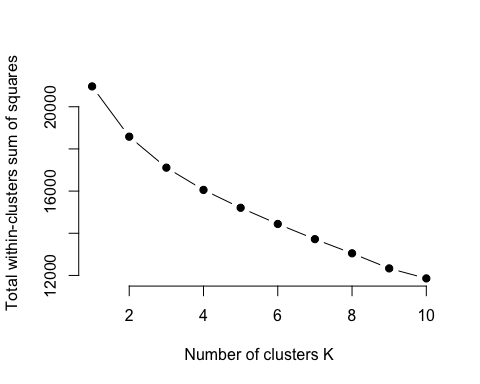 Total within-clusters sum of squares
20000
16000
12000
2 4 6 8 10
Number of clusters K